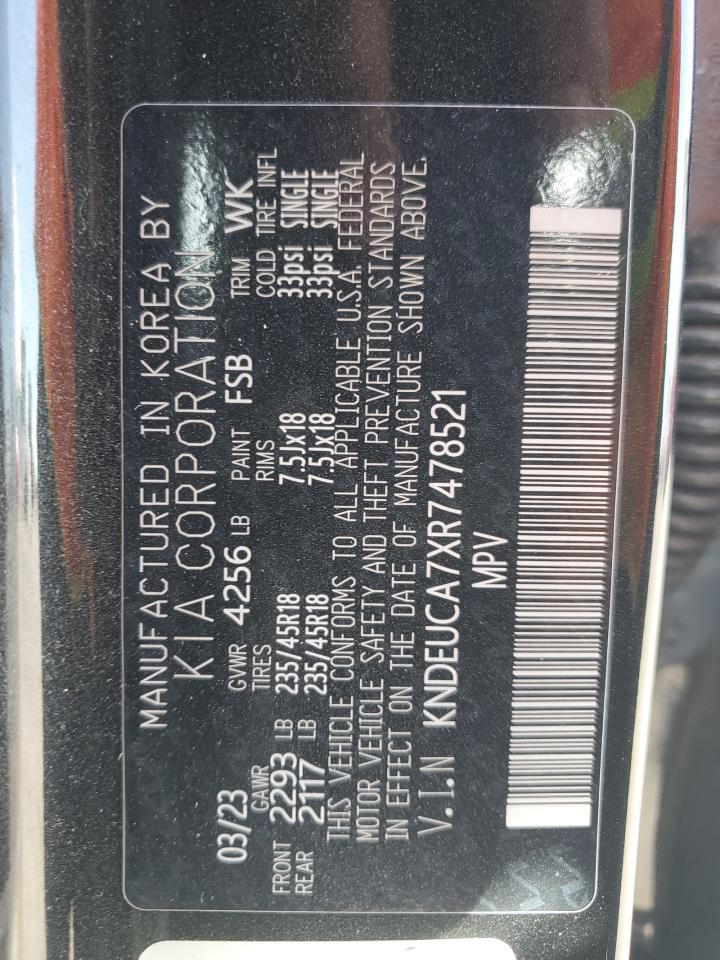 MANUFACTURED IN KOREA BY
KIA CORPORATION
03/23 GVWR 4256 LB PAINT FSB TRIM WK
GAWR TIRES RIMS COLD TIRE INFL
FRONT 2293 LB 235/45R18 7.5Jx18 33psi SINGLE
REAR 2117 LB 235/45R18 7.5Jx18 33psi SINGLE
THIS VEHICLE CONFORMS TO ALL APPLICABLE U.S.A. FEDERAL
MOTOR VEHICLE SAFETY AND THEFT PREVENTION STANDARDS
IN EFFECT ON THE DATE OF MANUFACTURE SHOWN ABOVE.
V.I.N KNDEUCA7XR7478521
MPV